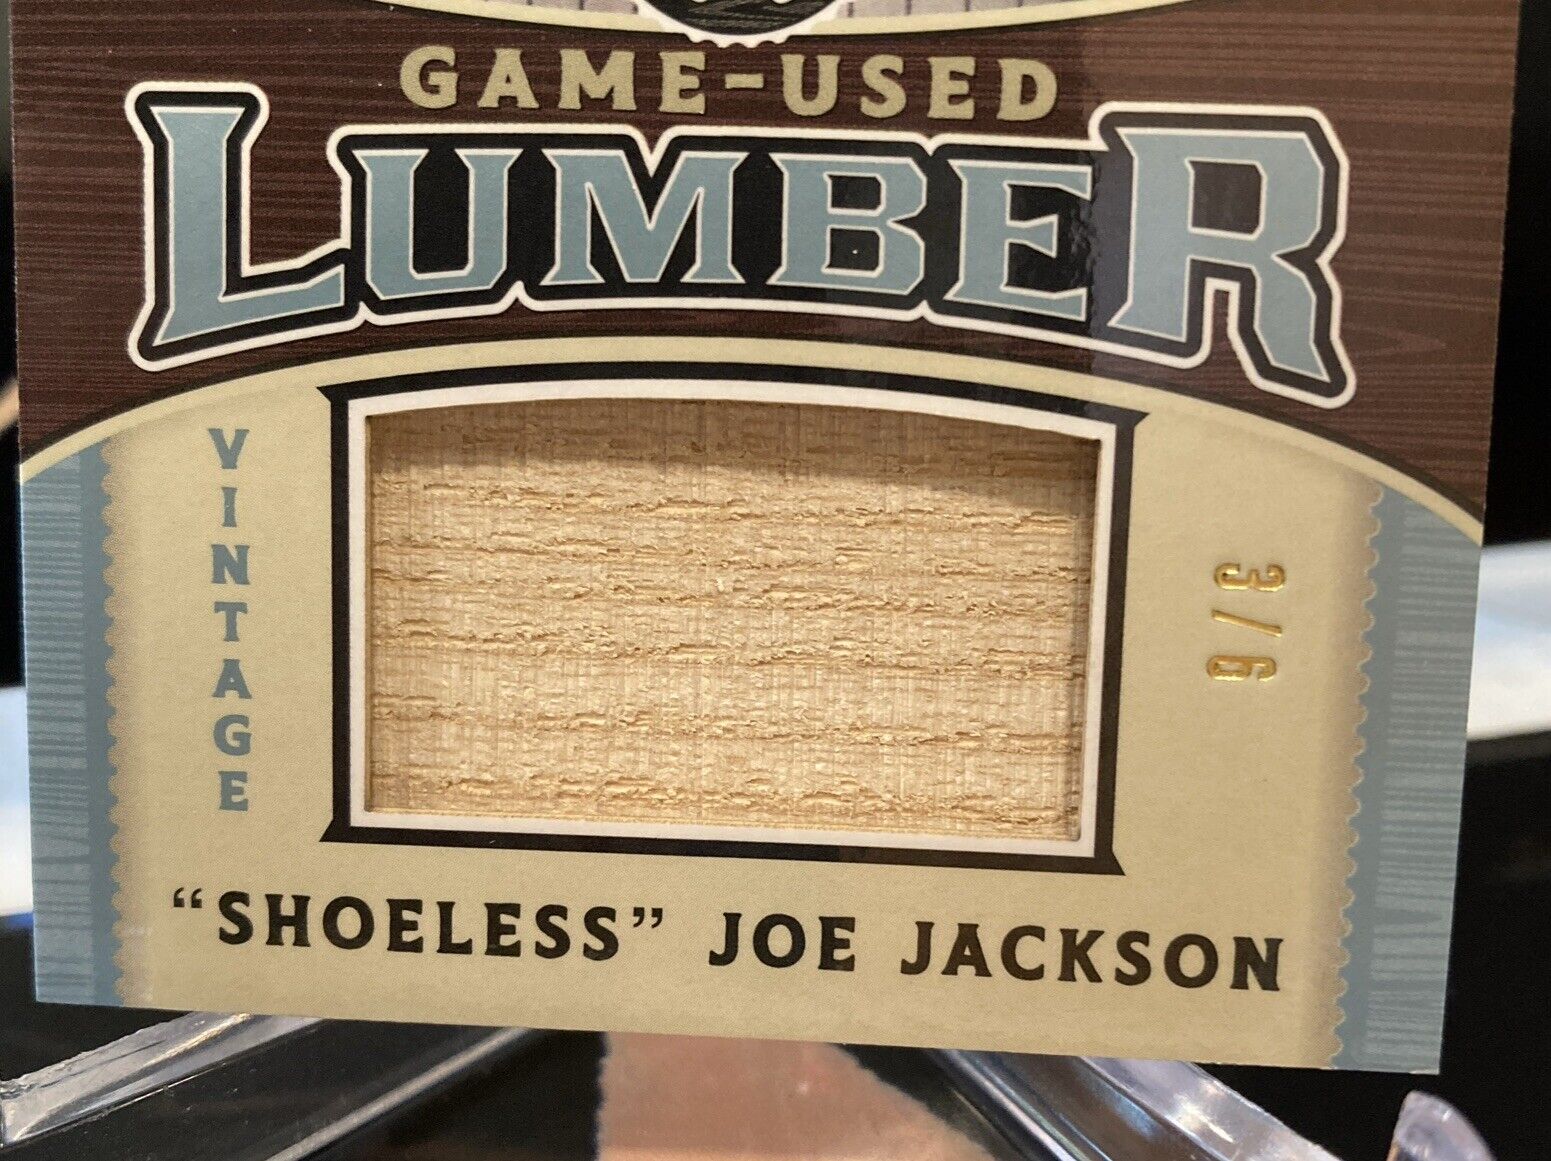 GAME-USED
LUMBER
VINTAGE
3/6
"SHOELESS" JOE JACKSON